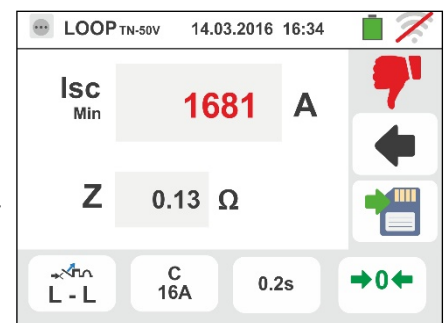 LOOP TN-50V 14.03.2016 16:34
Isc
Min
1681 A
Z 0.13 Ω
L - L
C
16A
0.2s
→0←